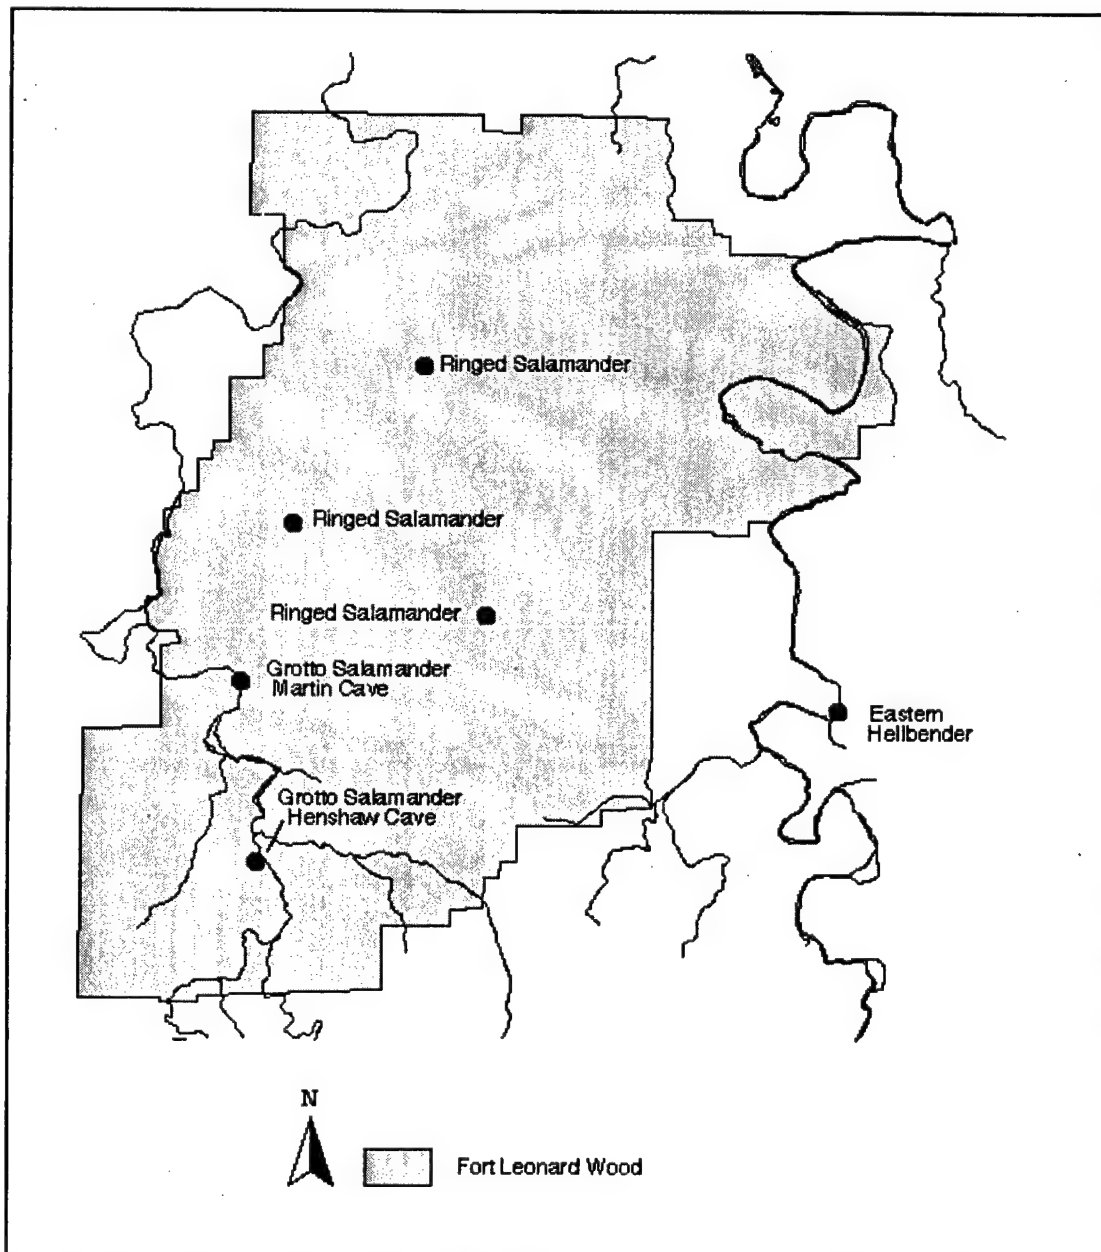 Ringed Salamander
Ringed Salamander
Ringed Salamander
Grotto Salamander
Martin Cave
Eastern
Hellbender
Grotto Salamander
Henshaw Cave
N
Fort Leonard Wood